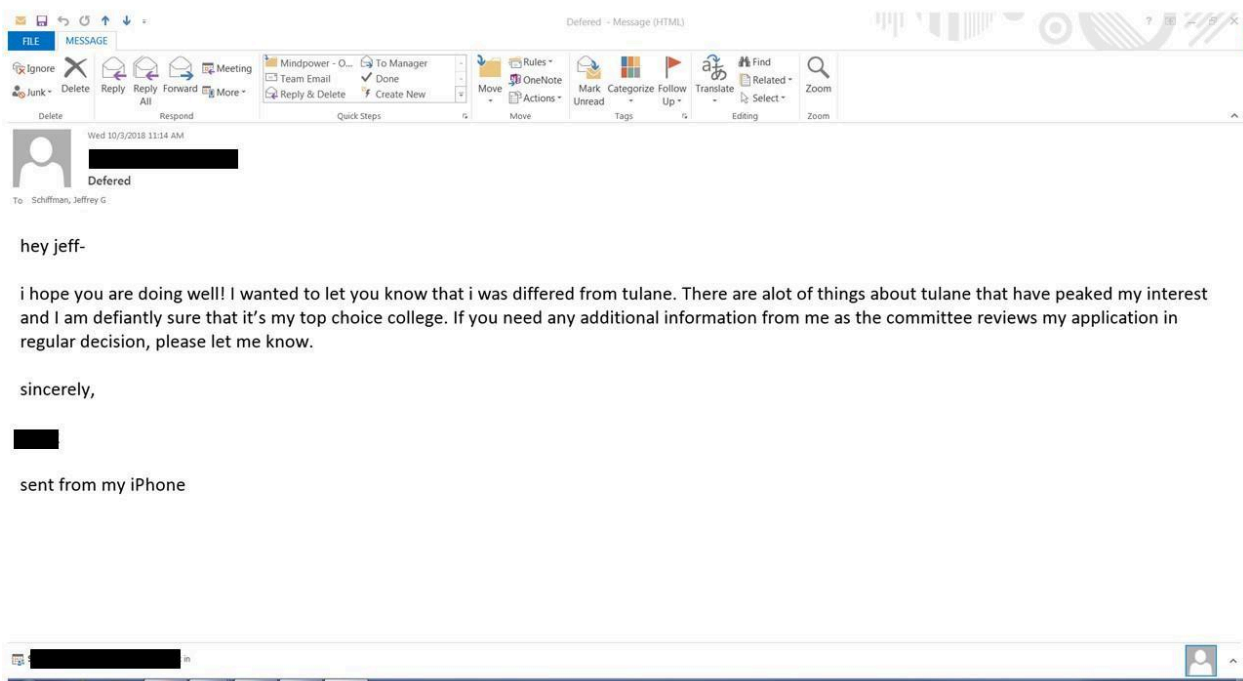 Defered - Message (HTML)
FILE MESSAGE
Ignore
Junk
Delete
Reply
Reply All
Forward
Meeting
More
Mindpower - O...
To Manager
Team Email
Done
Reply & Delete
Create New
Move
Rules
OneNote
Actions
Mark Unread
Categorize
Follow Up
Translate
Find
Related
Select
Zoom
Delete
Respond
Quick Steps
Move
Tags
Editing
Zoom
Wed 10/3/2018 11:14 AM
Defered
To Schiffman, Jeffrey G
hey jeff-
i hope you are doing well! I wanted to let you know that i was differed from tulane. There are alot of things about tulane that have peaked my interest
and I am defiantly sure that it's my top choice college. If you need any additional information from me as the committee reviews my application in
regular decision, please let me know.
sincerely,
sent from my iPhone
in